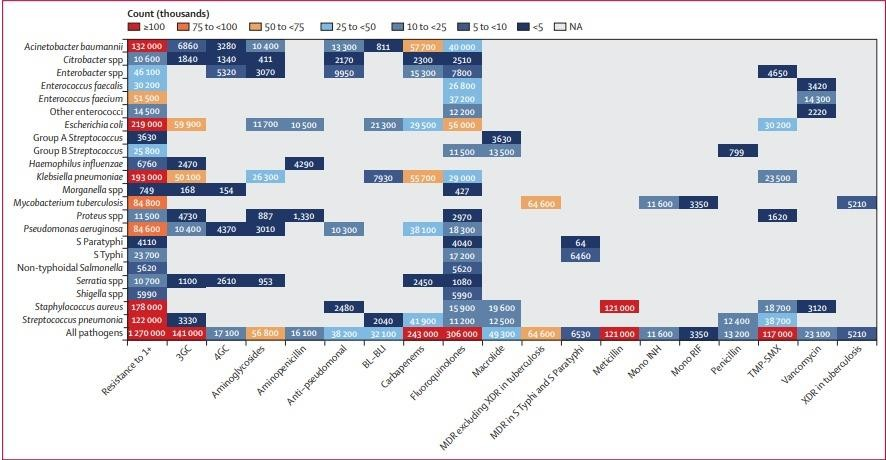 Count (thousands)
≥100 75 to <100 50 to <75 25 to <50 10 to <25 5 to <10 <5 NA
Acinetobacter baumannii 132 000 6860 3280 10 400 13 300 811 57 700 40 000
Citrobacter spp 10 600 1840 1340 411 2170 2300 2510
Enterobacter spp 46 100 5320 3070 9950 15 300 7800 4650
Enterococcus faecalis 30 200 26 800 3420
Enterococcus faecium 51 500 37 200 14 300
Other enterococci 14 500 12 200 2220
Escherichia coli 219 000 59 900 11 700 10 500 21 300 29 500 56 000 30 200
Group A Streptococcus 3630 3630
Group B Streptococcus 25 800 11 500 13 500 799
Haemophilus influenzae 6760 2470 4290
Klebsiella pneumoniae 193 000 50 100 26 300 7930 55 700 29 000 23 500
Morganella spp 749 168 154 427
Mycobacterium tuberculosis 84 800 64 600 11 600 3350 5210
Proteus spp 11 500 4730 887 1,330 2970 1620
Pseudomonas aeruginosa 84 600 10 400 4370 3010 10 300 38 100 18 300
S Paratyphi 4110 4040 64
S Typhi 23 700 17 200 6460
Non-typhoidal Salmonella 5620 5620
Serratia spp 10 700 1100 2610 953 2450 1080
Shigella spp 5990 5990
Staphylococcus aureus 178 000 2480 15 900 19 600 121 000 18 700 3120
Streptococcus pneumonia 122 000 3330 2040 41 900 11 200 12 500 12 400 38 700
All pathogens 1 270 000 141 000 17 100 56 800 16 100 38 200 32 100 243 000 306 000 49 300 64 600 6530 121 000 11 600 3350 13 200 117 000 23 100 5210
Resistance to 1+
3GC
4GC
Aminoglycosides
Aminopenicillin
Anti-pseudomonal
BL-BLI
Carbapenems
Fluoroquinolones
Macrolide
MDR excluding XDR in tuberculosis
MDR in S Typhi and S Paratyphi
Meticillin
Mono INH
Mono RIF
Penicillin
TMP-SMX
Vancomycin
XDR in tuberculosis